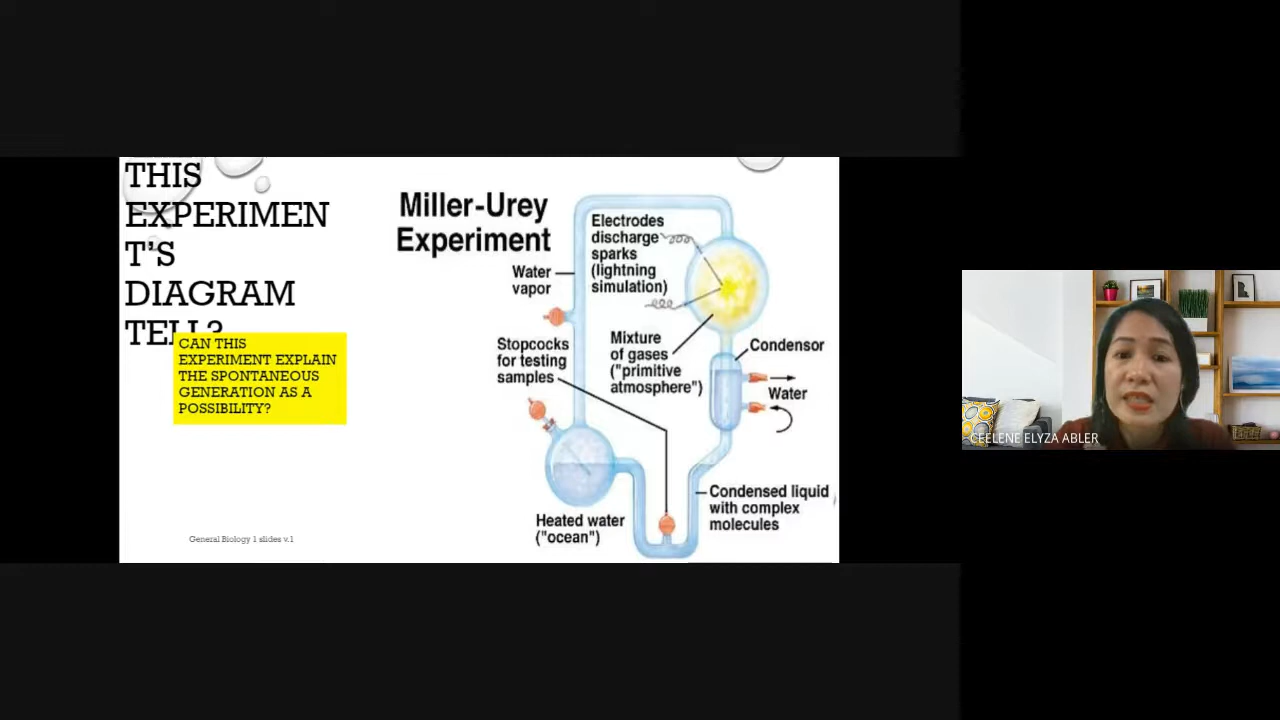 THIS
EXPERIMEN
T'S
DIAGRAM
TELL?
CAN THIS
EXPERIMENT EXPLAIN
THE SPONTANEOUS
GENERATION AS A
POSSIBILITY?
General Biology 1 slides v.1
Miller-Urey
Experiment
Electrodes
discharge
sparks
(lightning
simulation)
Water
vapor
Stopcocks
for testing
samples
Mixture
of gases
("primitive
atmosphere")
Condensor
Water
Condensed liquid
with complex
molecules
Heated water
("ocean")
CEELENE ELYZA ABLER